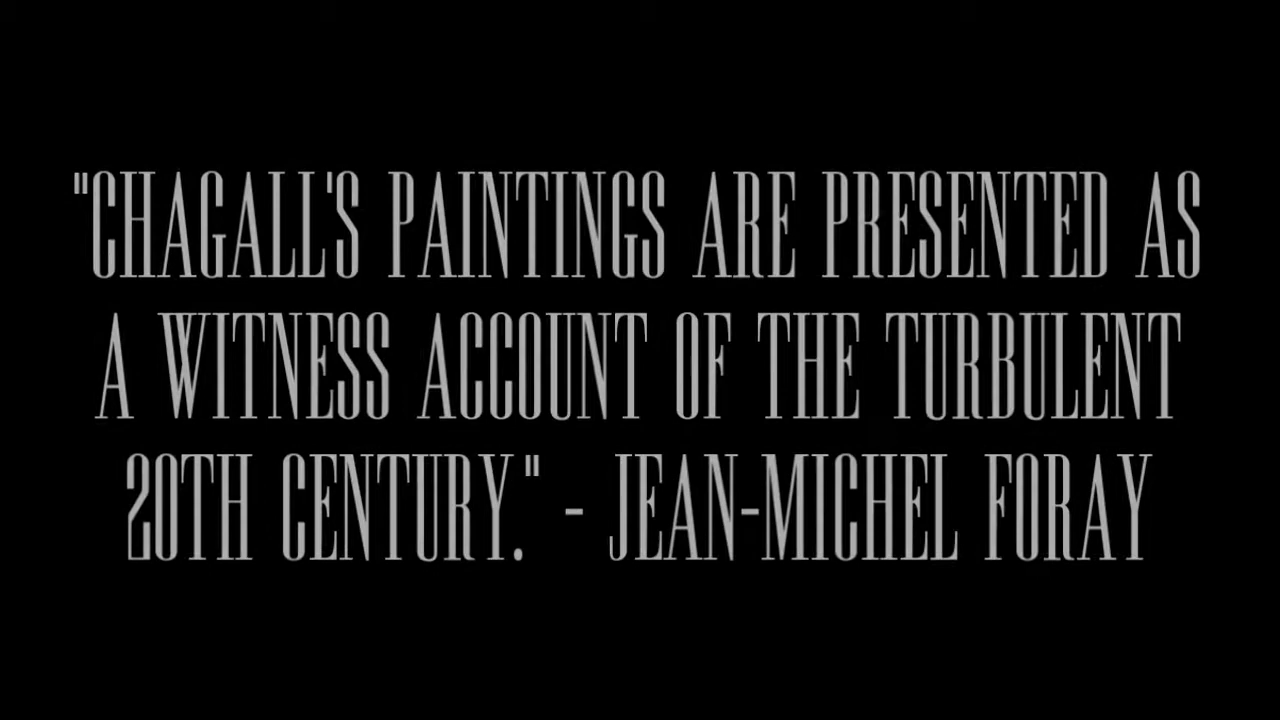 "CHAGALL'S PAINTINGS ARE PRESENTED AS
A WITNESS ACCOUNT OF THE TURBULENT
20TH CENTURY." - JEAN-MICHEL FORAY